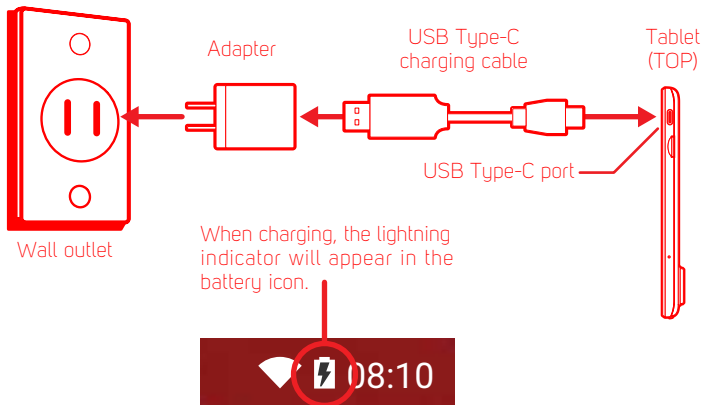 Adapter
USB Type-C
charging cable
Tablet
(TOP)
USB Type-C port
Wall outlet
When charging, the lightning
indicator will appear in the
battery icon.
08:10